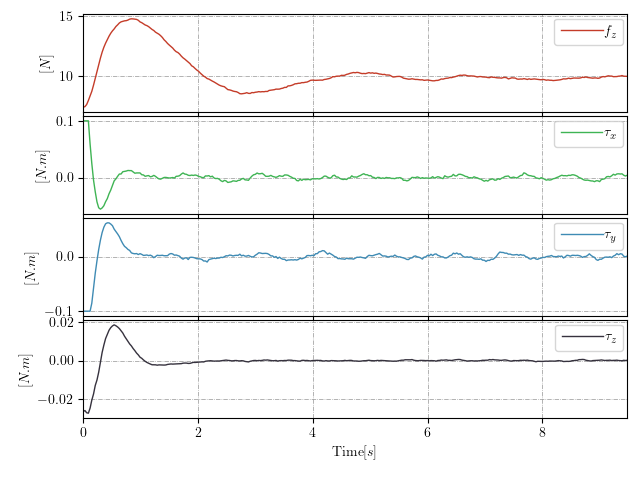 15
10
[N]
f_z
0.1
0.0
[N.m]
τ_x
0.0
−0.1
[N.m]
τ_y
0.02
0.00
−0.02
[N.m]
τ_z
0 2 4 6 8
Time[s]